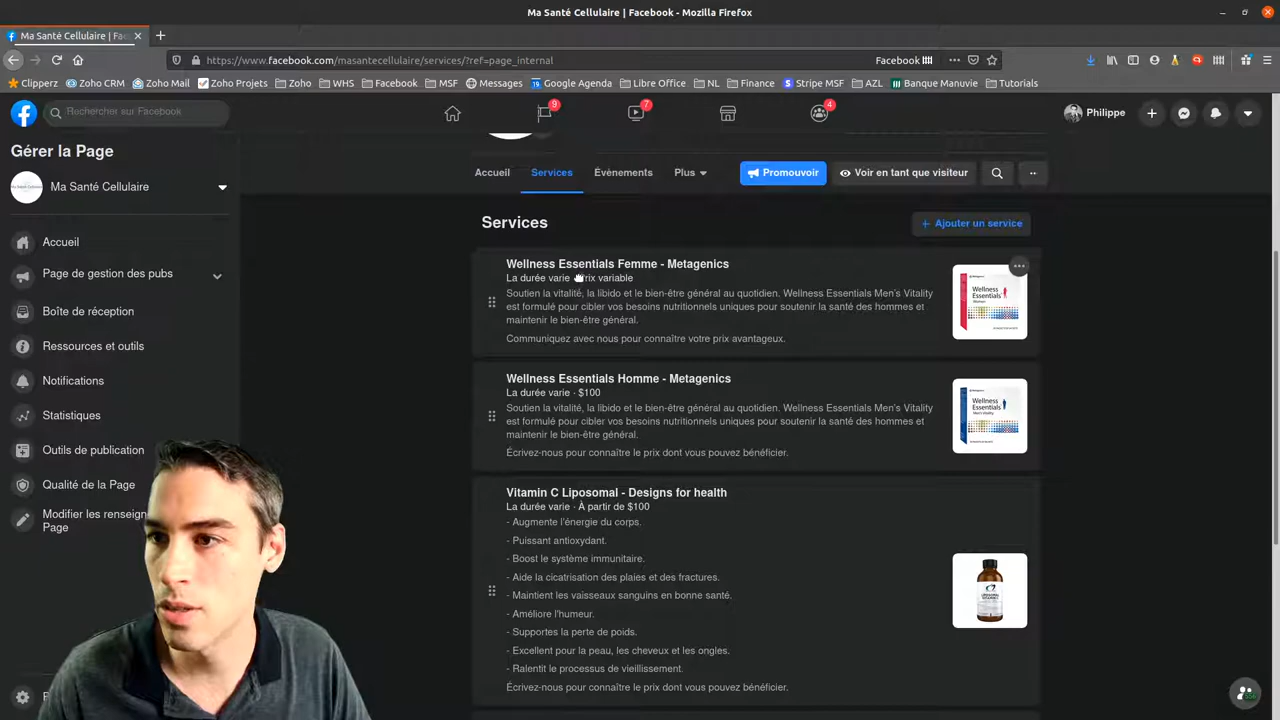 Ma Santé Cellulaire | Facebook - Mozilla Firefox
Ma Santé Cellulaire | Fac
https://www.facebook.com/masantecellulaire/services/?ref=page_internal
Facebook
Clipperz Zoho CRM Zoho Mail Zoho Projets Zoho WHS Facebook MSF Messages Google Agenda Libre Office NL Finance Stripe MSF AZL Banque Manuvie Tutorials
Rechercher sur Facebook
9 7 4
Philippe
Gérer la Page
Ma Santé Cellulaire
Accueil
Page de gestion des pubs
Boîte de réception
Ressources et outils
Notifications
Statistiques
Outils de publication
Qualité de la Page
Modifier les renseign
Page
Accueil Services Évènements Plus Promouvoir Voir en tant que visiteur
Services
Ajouter un service
Wellness Essentials Femme - Metagenics
La durée varie · Prix variable
Soutien la vitalité, la libido et le bien-être général au quotidien. Wellness Essentials Men's Vitality
est formulé pour cibler vos besoins nutritionnels uniques pour soutenir la santé des hommes et
maintenir le bien-être général.
Communiquez avec nous pour connaître votre prix avantageux.
Wellness
Essentials
Wellness Essentials Homme - Metagenics
La durée varie · $100
Soutien la vitalité, la libido et le bien-être général au quotidien. Wellness Essentials Men's Vitality
est formulé pour cibler vos besoins nutritionnels uniques pour soutenir la santé des hommes et
maintenir le bien-être général.
Écrivez-nous pour connaître le prix dont vous pouvez bénéficier.
Wellness
Essentials
Men's Vitality
Vitamin C Liposomal - Designs for health
La durée varie · À partir de $100
- Augmente l'énergie du corps.
- Puissant antioxydant.
- Boost le système immunitaire.
- Aide la cicatrisation des plaies et des fractures.
- Maintient les vaisseaux sanguins en bonne santé.
- Améliore l'humeur.
- Supportes la perte de poids.
- Excellent pour la peau, les cheveux et les ongles.
- Ralentit le processus de vieillissement.
Écrivez-nous pour connaître le prix dont vous pouvez bénéficier.